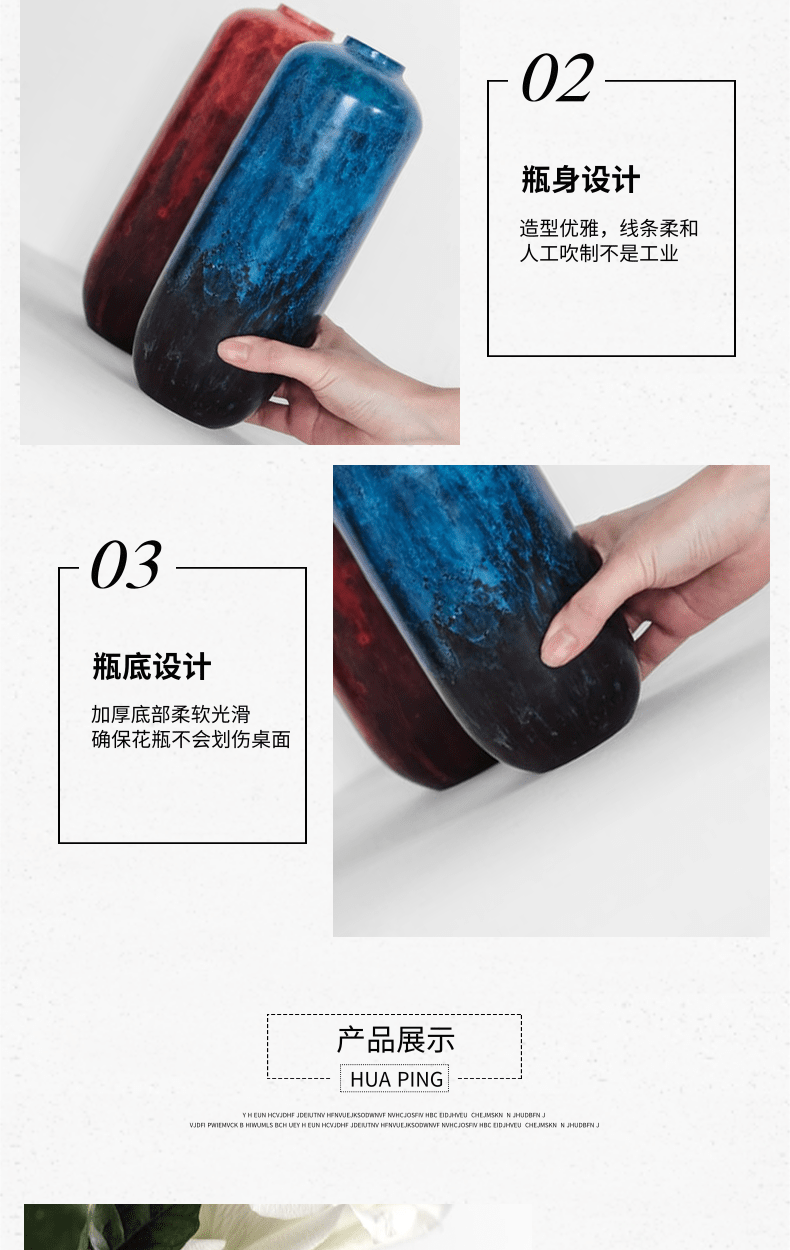 02
瓶身设计
造型优雅，线条柔和
人工吹制不是工业
03
瓶底设计
加厚底部柔软光滑
确保花瓶不会划伤桌面
产品展示
HUA PING
Y H EUN HCVJDHF JDEIUTNV HFNVUEJKSODWNVF NVHCJOSFIV HBC EIDJHVEU CHEJMSKN N JHUDBFN J
VJDFI PWIEMVCK B HIWUMLS BCH UEY H EUN HCVJDHF JDEIUTNV HFNVUEJKSODWNVF NVHCJOSFIV HBC EIDJHVEU CHEJMSKN N JHUDBFN J